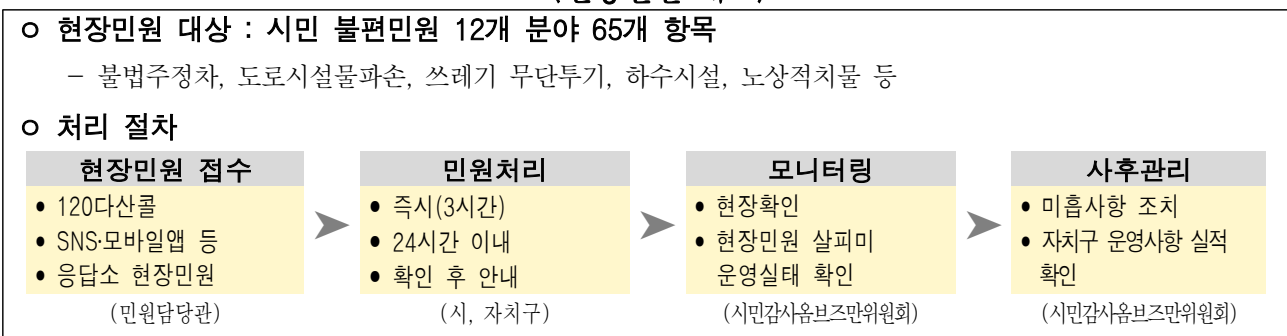 ㅇ 현장민원 대상 : 시민 불편민원 12개 분야 65개 항목
- 불법주정차, 도로시설물파손, 쓰레기 무단투기, 하수시설, 노상적치물 등
ㅇ 처리 절차
현장민원 접수
• 120다산콜
• SNS·모바일앱 등
• 응답소 현장민원
(민원담당관)
민원처리
• 즉시(3시간)
• 24시간 이내
• 확인 후 안내
(시, 자치구)
모니터링
• 현장확인
• 현장민원 살피미
운영실태 확인
(시민감사옴브즈만위원회)
사후관리
• 미흡사항 조치
• 자치구 운영사항 실적
확인
(시민감사옴브즈만위원회)